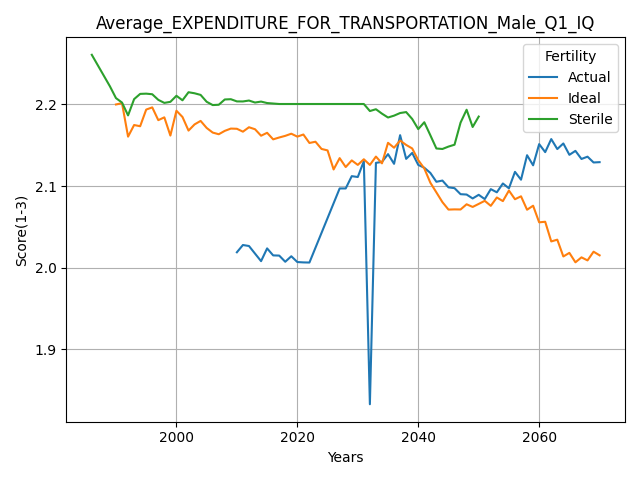 Average_EXPENDITURE_FOR_TRANSPORTATION_Male_Q1_IQ
Fertility
Actual
Ideal
Sterile
Score(1-3)
2.2
2.1
2.0
1.9
2000
2020
2040
2060
Years